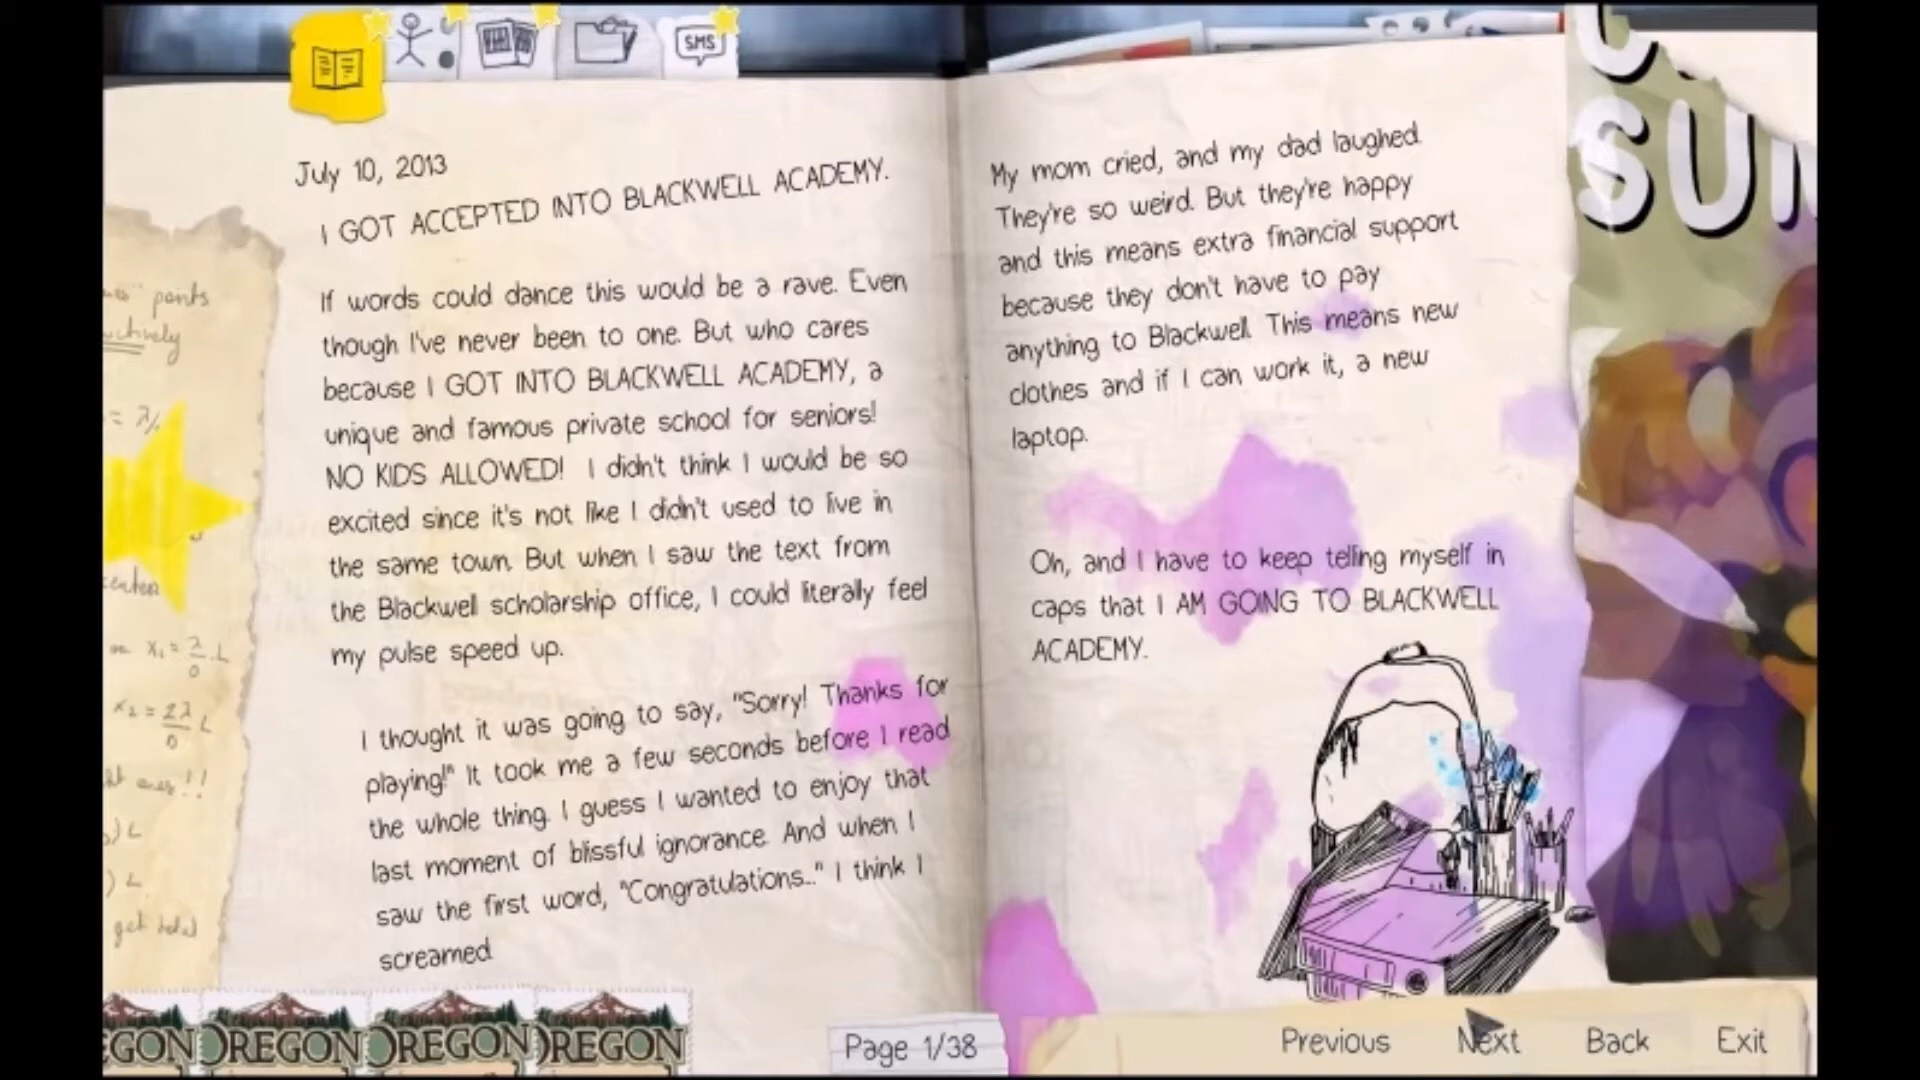 SMS
July 10, 2013
I GOT ACCEPTED INTO BLACKWELL ACADEMY.
If words could dance this would be a rave. Even
though I've never been to one. But who cares
because I GOT INTO BLACKWELL ACADEMY, a
unique and famous private school for seniors!
NO KIDS ALLOWED! I didn't think I would be so
excited since it's not like I didn't used to live in
the same town. But when I saw the text from
the Blackwell scholarship office, I could literally feel
my pulse speed up.
I thought it was going to say, "Sorry! Thanks for
playing!" It took me a few seconds before I read
the whole thing. I guess I wanted to enjoy that
last moment of blissful ignorance. And when I
saw the first word, "Congratulations..." I think I
screamed.
My mom cried, and my dad laughed.
They're so weird. But they're happy
and this means extra financial support
because they don't have to pay
anything to Blackwell. This means new
clothes and if I can work it, a new
laptop.
Oh, and I have to keep telling myself in
caps that I AM GOING TO BLACKWELL
ACADEMY.
pants
= λ/
x₁ = λ/D . L
x₂ = 2λ/D L
) L
) L
get total
SU
GON OREGON OREGON OREGON
Page 1/38
Previous Next Back Exit